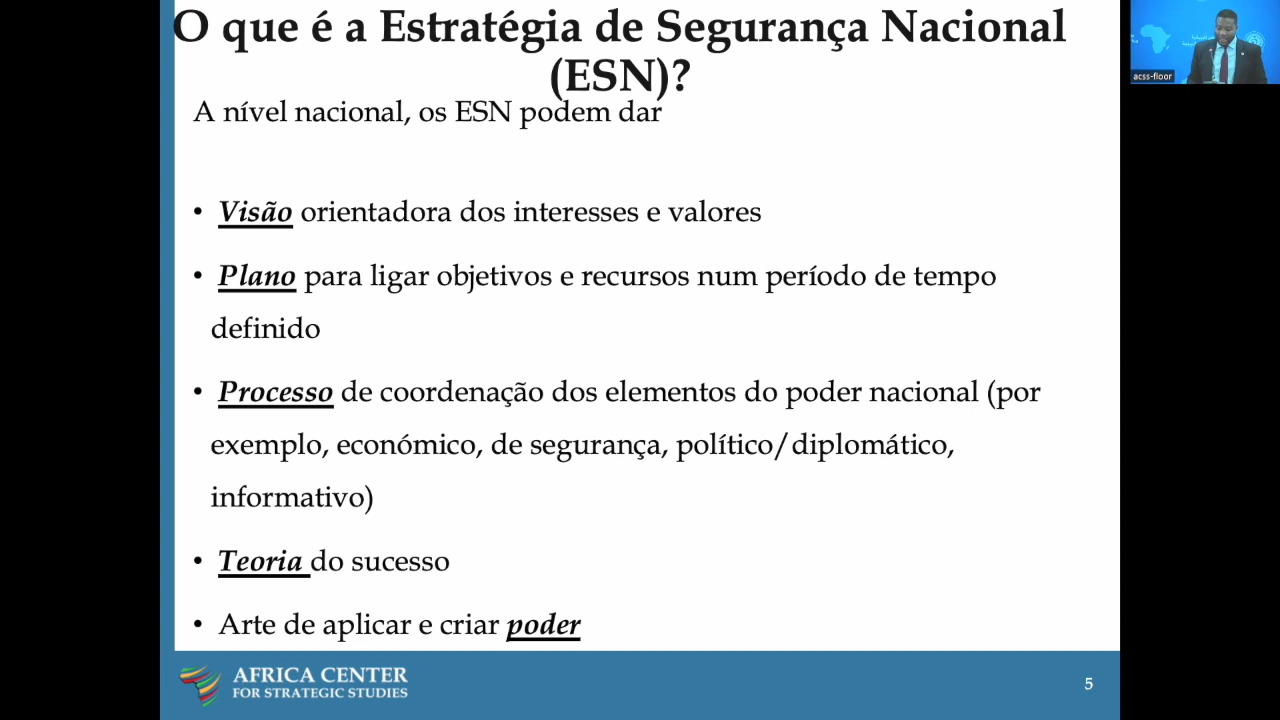 O que é a Estratégia de Segurança Nacional
(ESN)?
A nível nacional, os ESN podem dar
• Visão orientadora dos interesses e valores
• Plano para ligar objetivos e recursos num período de tempo
definido
• Processo de coordenação dos elementos do poder nacional (por
exemplo, económico, de segurança, político/diplomático,
informativo)
• Teoria do sucesso
• Arte de aplicar e criar poder
AFRICA CENTER
FOR STRATEGIC STUDIES
5
acss-floor